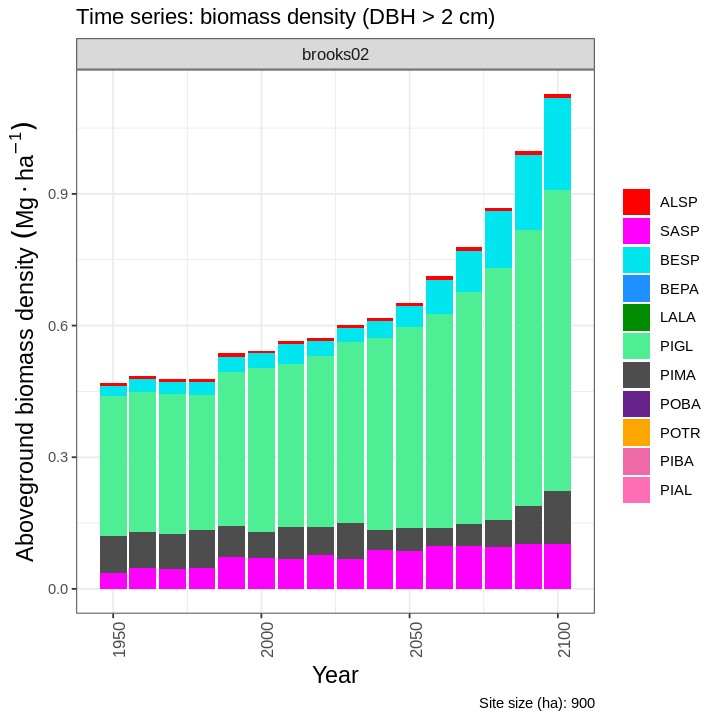 Time series: biomass density (DBH > 2 cm)
brooks02
Aboveground biomass density (Mg · ha⁻¹)
0.9
0.6
0.3
0.0
1950
2000
2050
2100
Year
ALSP
SASP
BESP
BEPA
LALA
PIGL
PIMA
POBA
POTR
PIBA
PIAL
Site size (ha): 900